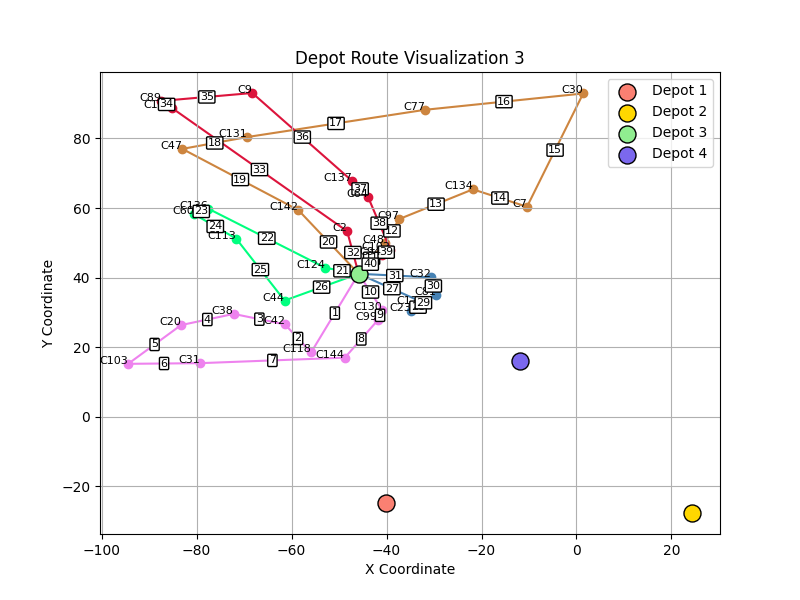 Depot Route Visualization 3
Depot 1
Depot 2
Depot 3
Depot 4
C89
34
35
C9
C30
16
C77
17
36
C131
18
C47
15
33
19
C137
37
C134
14
C7
13
C136
C60
23
24
C113
22
C142
20
C2
C97
38
12
C48
32
39
40
25
C124
21
26
C44
31
C32
30
27
29
10
C130
9
C99
1
C38
3
C42
4
C20
2
C118
5
C103
6
C31
7
C144
8
80
60
40
20
0
−20
Y Coordinate
−100
−80
−60
−40
−20
0
20
X Coordinate